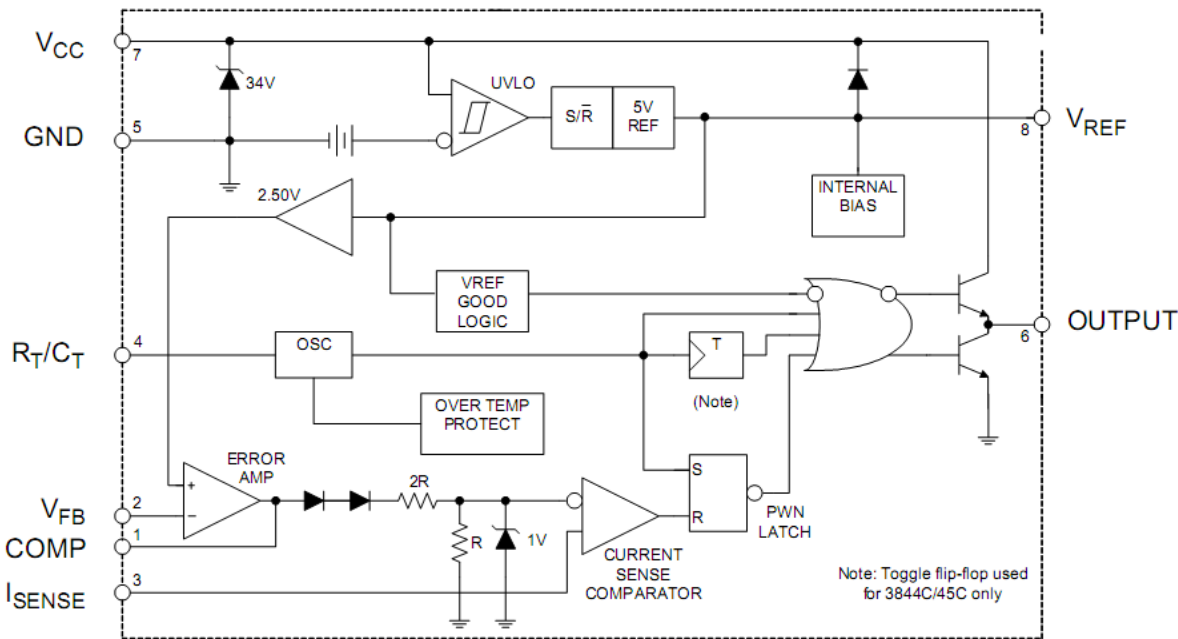 VCC
7
34V
UVLO
S/R̅
5V
REF
GND
5
8
VREF
2.50V
INTERNAL
BIAS
VREF
GOOD
LOGIC
OUTPUT
6
RT/CT
4
OSC
T
(Note)
OVER TEMP
PROTECT
ERROR
AMP
+
−
2R
S
R
PWN
LATCH
VFB
2
COMP
1
R
1V
CURRENT
SENSE
COMPARATOR
ISENSE
3
Note: Toggle flip-flop used
for 3844C/45C only